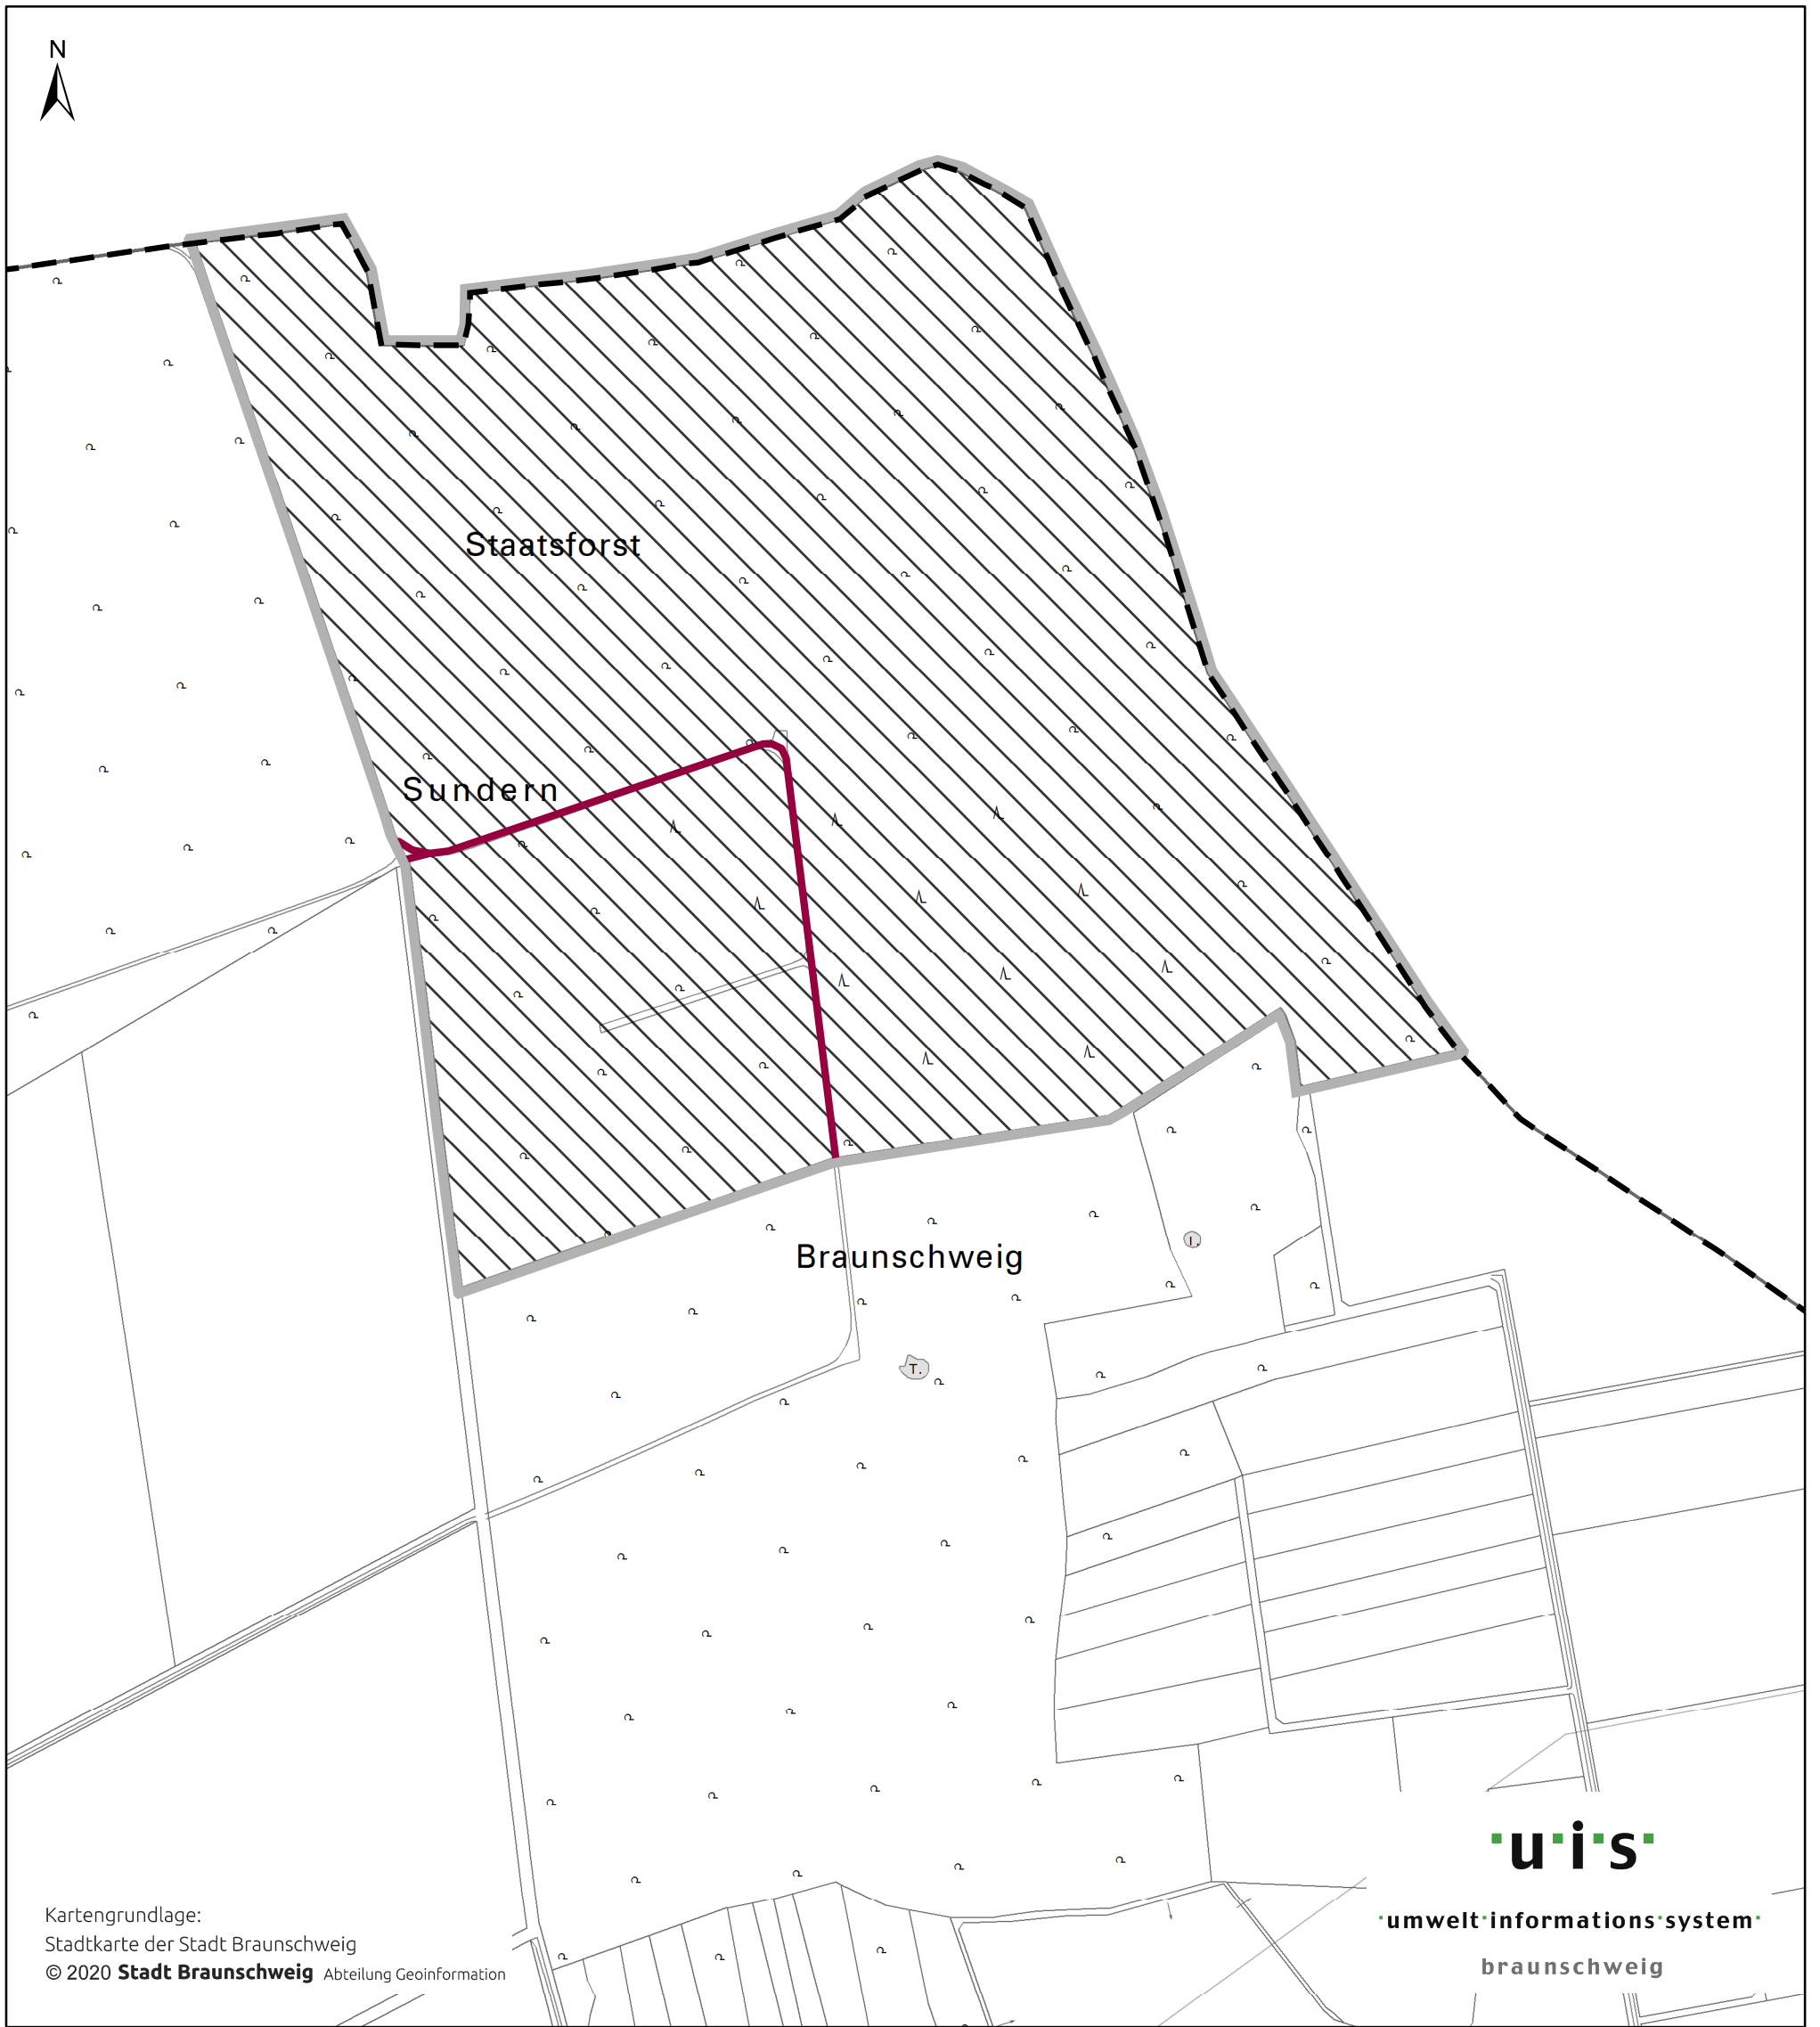 N
Staatsforst
Sundern
Braunschweig
I.
T.
u·i·s
umwelt·informations·system
braunschweig
Kartengrundlage:
Stadtkarte der Stadt Braunschweig
© 2020 Stadt Braunschweig Abteilung Geoinformation